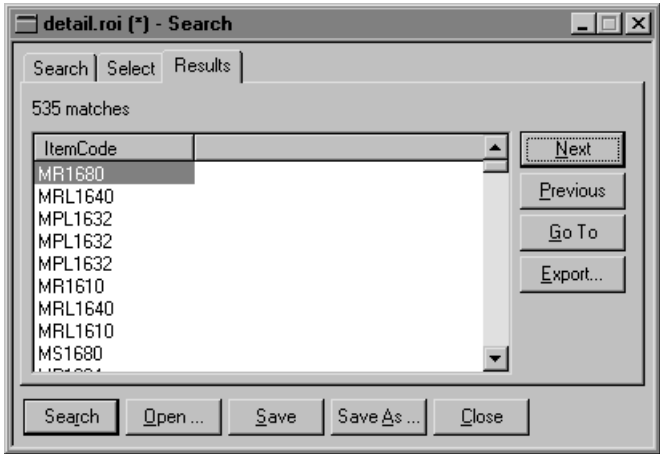 detail.roi (*) - Search
Search Select Results
535 matches
ItemCode
MR1680
MRL1640
MPL1632
MPL1632
MPL1632
MR1610
MRL1640
MRL1610
MS1680
Next
Previous
Go To
Export...
Search Open ... Save Save As ... Close